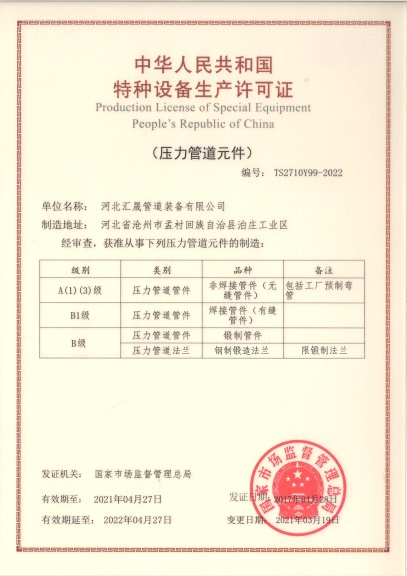 中华人民共和国
特种设备生产许可证
Production License of Special Equipment
People's Republic of China
（压力管道元件）
编号：TS2710Y99-2022
单位名称：河北汇晟管道装备有限公司
制造地址：河北省沧州市孟村回族自治县泊庄工业区
经审查，获准从事下列压力管道元件的制造：
级别 类别 品种 备注
A(1)(3)级 压力管道管件 非焊接管件（无缝管件） 包括工厂预制弯管
B1级 压力管道管件 焊接管件（有缝管件）
B级 压力管道管件 锻制管件
压力管道法兰 钢制锻造法兰 限锻制法兰
发证机关：国家市场监督管理总局
发证日期：2017年04月28日
有效期至：2021年04月27日
有效期延至：2022年04月27日
变更日期：2021年03月19日
国家市场监督管理总局